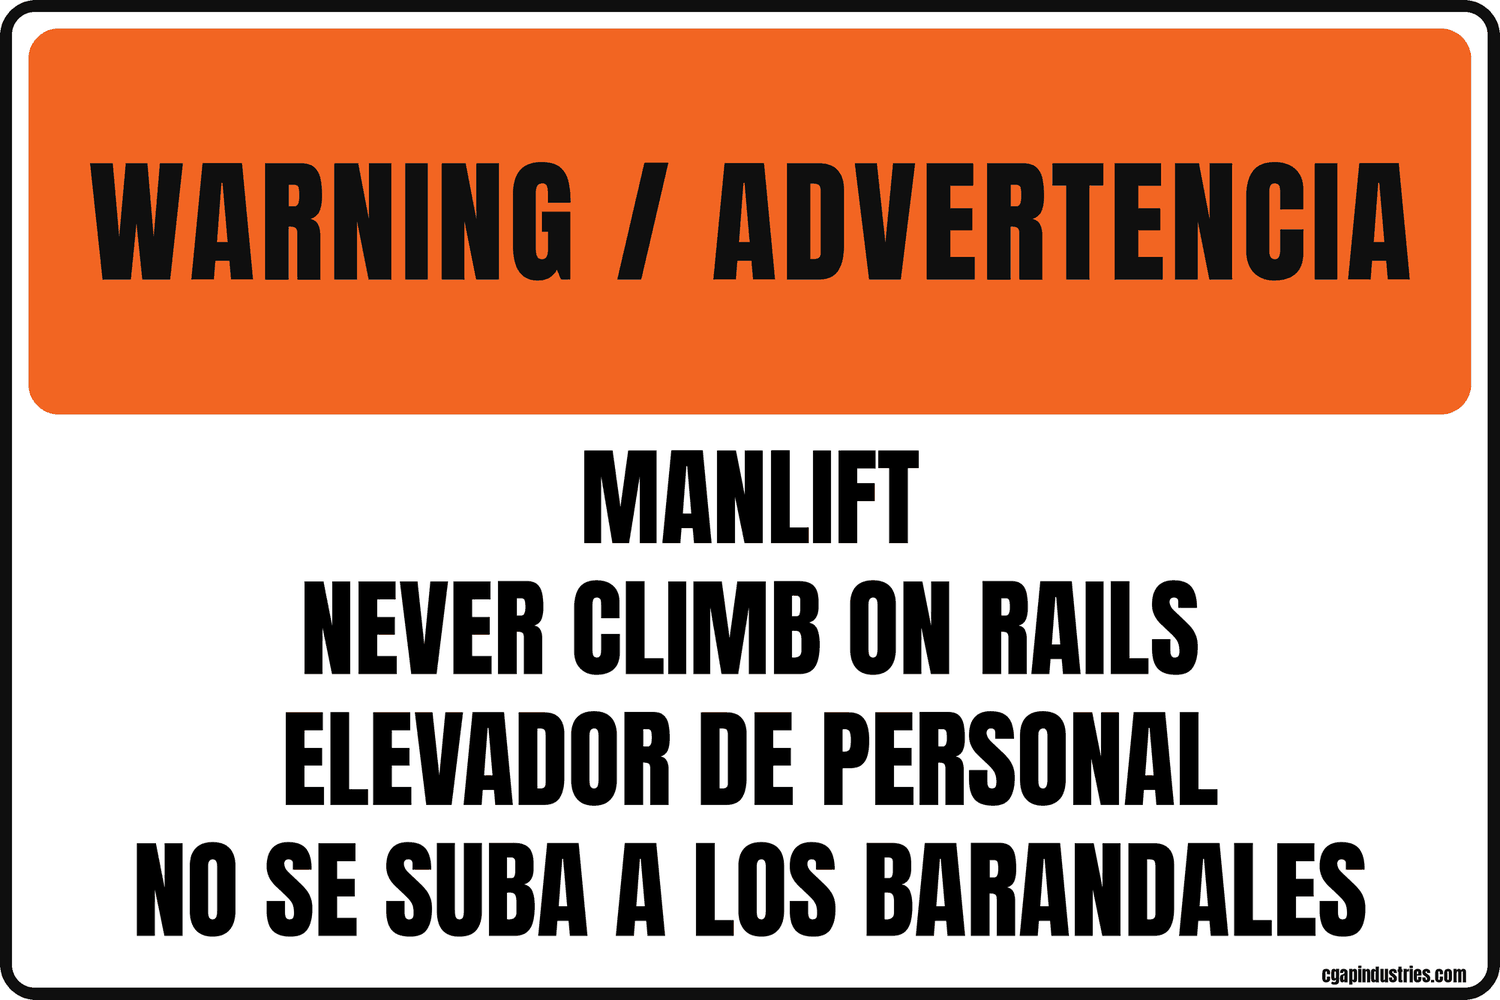 WARNING / ADVERTENCIA
MANLIFT
NEVER CLIMB ON RAILS
ELEVADOR DE PERSONAL
NO SE SUBA A LOS BARANDALES
cgapindustries.com